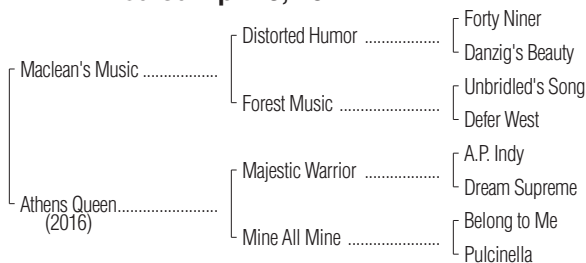 Forty Niner
Distorted Humor ..................
Danzig's Beauty
Maclean's Music ..................
Unbridled's Song
Forest Music ........................
Defer West
A.P. Indy
Majestic Warrior ..................
Dream Supreme
Athens Queen........................
(2016)
Belong to Me
Mine All Mine ......................
Pulcinella